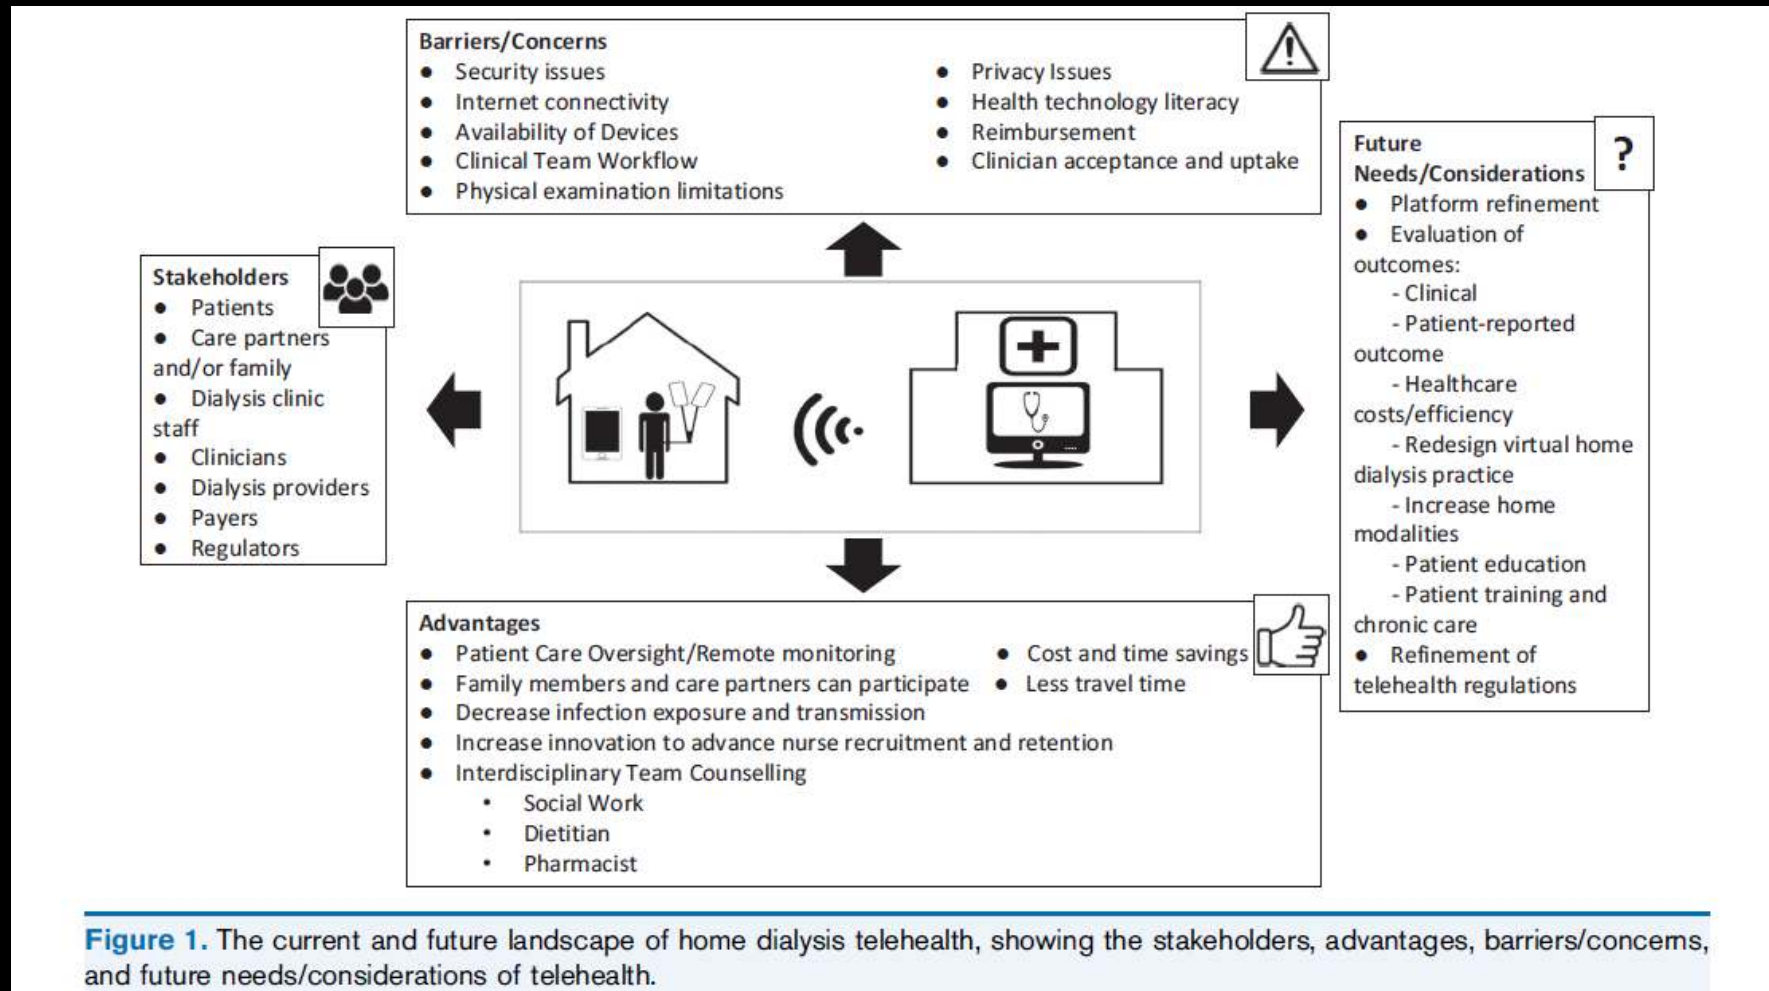 Barriers/Concerns
● Security issues
● Internet connectivity
● Availability of Devices
● Clinical Team Workflow
● Physical examination limitations
● Privacy Issues
● Health technology literacy
● Reimbursement
● Clinician acceptance and uptake
Stakeholders
● Patients
● Care partners
and/or family
● Dialysis clinic
staff
● Clinicians
● Dialysis providers
● Payers
● Regulators
Future
Needs/Considerations
?
● Platform refinement
● Evaluation of
outcomes:
- Clinical
- Patient-reported
outcome
- Healthcare
costs/efficiency
- Redesign virtual home
dialysis practice
- Increase home
modalities
- Patient education
- Patient training and
chronic care
● Refinement of
telehealth regulations
Advantages
● Patient Care Oversight/Remote monitoring
● Family members and care partners can participate
● Decrease infection exposure and transmission
● Increase innovation to advance nurse recruitment and retention
● Interdisciplinary Team Counselling
• Social Work
• Dietitian
• Pharmacist
● Cost and time savings
● Less travel time
Figure 1. The current and future landscape of home dialysis telehealth, showing the stakeholders, advantages, barriers/concerns,
and future needs/considerations of telehealth.